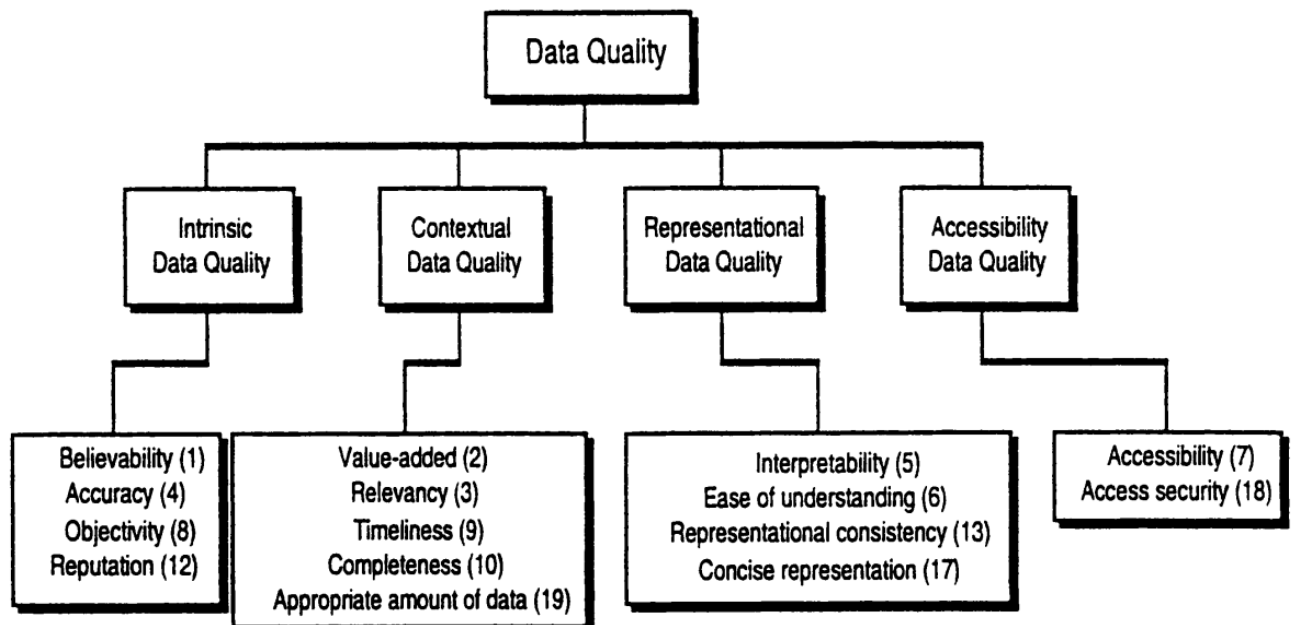 Data Quality
Intrinsic
Data Quality
Contextual
Data Quality
Representational
Data Quality
Accessibility
Data Quality
Believability (1)
Accuracy (4)
Objectivity (8)
Reputation (12)
Value-added (2)
Relevancy (3)
Timeliness (9)
Completeness (10)
Appropriate amount of data (19)
Interpretability (5)
Ease of understanding (6)
Representational consistency (13)
Concise representation (17)
Accessibility (7)
Access security (18)